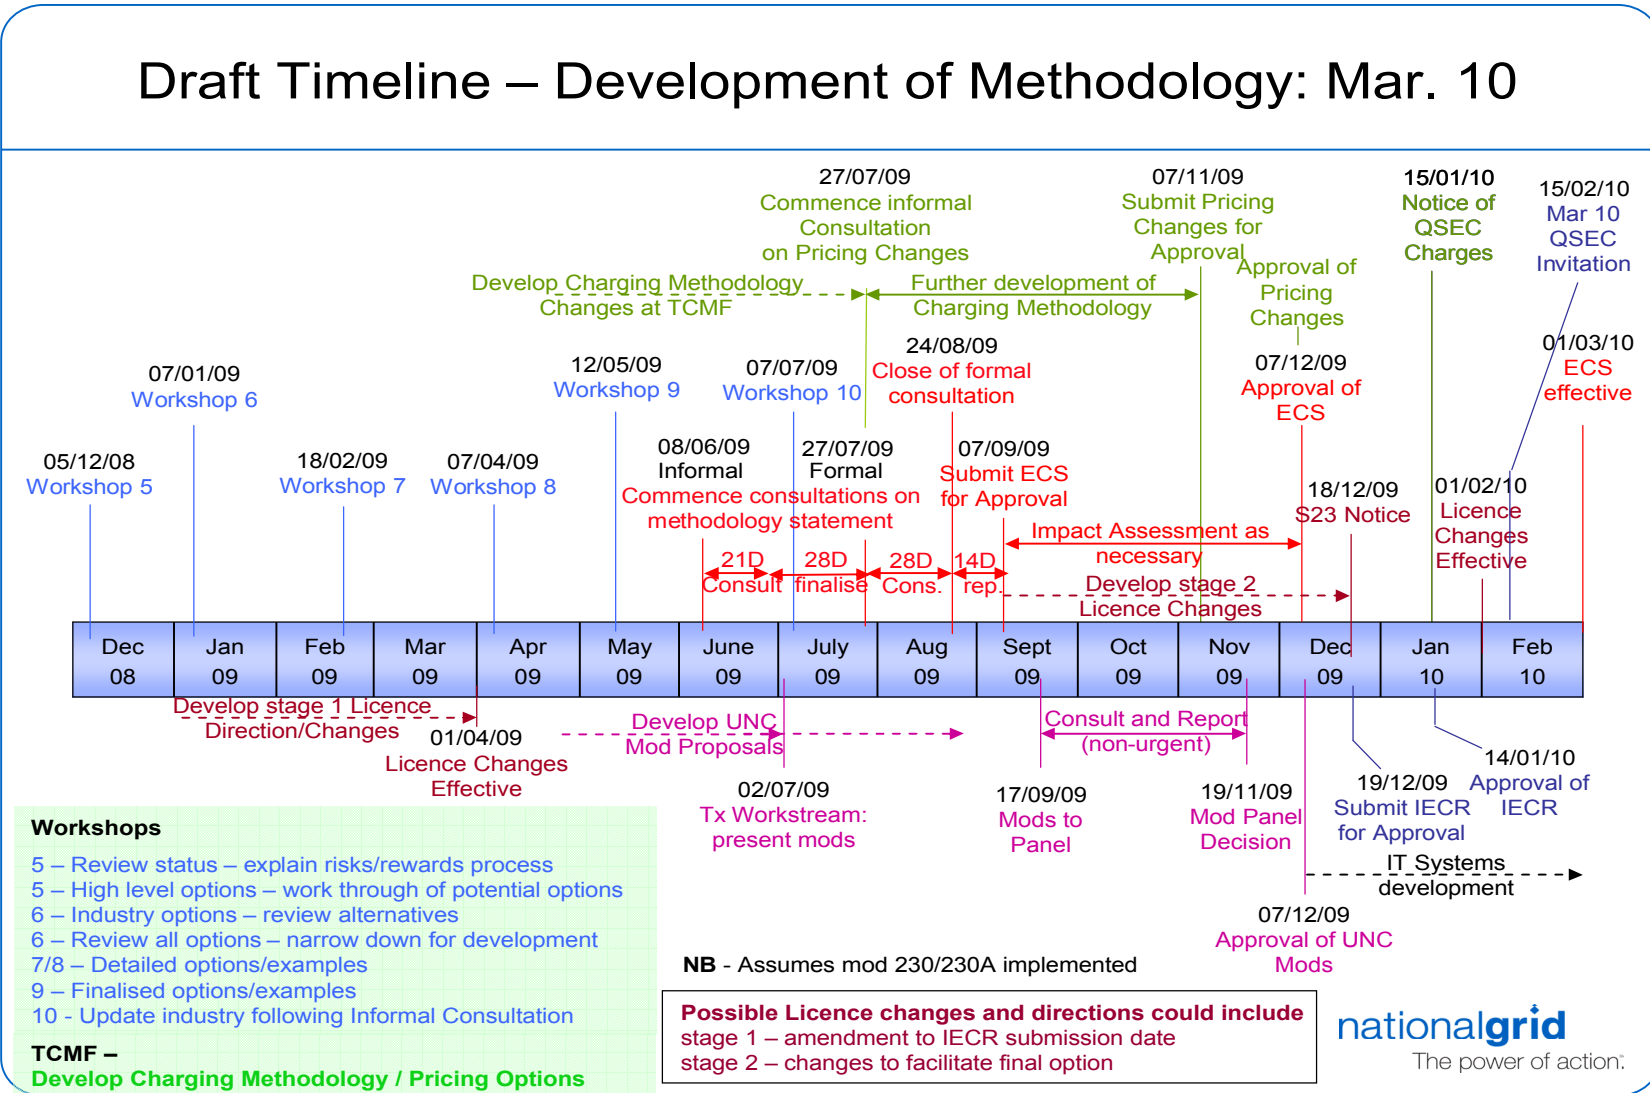 Draft Timeline – Development of Methodology: Mar. 10
27/07/09
Commence informal
Consultation
on Pricing Changes
07/11/09
Submit Pricing
Changes for
Approval
15/01/10
Notice of
QSEC
Charges
15/02/10
Mar 10
QSEC
Invitation
Develop Charging Methodology
Changes at TCMF
Further development of
Charging Methodology
Approval of
Pricing
Changes
07/01/09
Workshop 6
12/05/09
Workshop 9
07/07/09
Workshop 10
24/08/09
Close of formal
consultation
07/12/09
Approval of
ECS
01/03/10
ECS
effective
05/12/08
Workshop 5
18/02/09
Workshop 7
07/04/09
Workshop 8
08/06/09
Informal
27/07/09
Formal
Commence consultations on
methodology statement
07/09/09
Submit ECS
for Approval
18/12/09
S23 Notice
01/02/10
Licence
Changes
Effective
21D
Consult
28D
finalise
28D
Cons.
14D
rep.
Impact Assessment as
necessary
Develop stage 2
Licence Changes
Dec
08
Jan
09
Feb
09
Mar
09
Apr
09
May
09
June
09
July
09
Aug
09
Sept
09
Oct
09
Nov
09
Dec
09
Jan
10
Feb
10
Develop stage 1 Licence
Direction/Changes
01/04/09
Licence Changes
Effective
Develop UNC
Mod Proposals
02/07/09
Tx Workstream:
present mods
Consult and Report
(non-urgent)
17/09/09
Mods to
Panel
19/11/09
Mod Panel
Decision
19/12/09
Submit IECR
for Approval
14/01/10
Approval of
IECR
IT Systems
development
07/12/09
Approval of UNC
Mods
Workshops
5 – Review status – explain risks/rewards process
5 – High level options – work through of potential options
6 – Industry options – review alternatives
6 – Review all options – narrow down for development
7/8 – Detailed options/examples
9 – Finalised options/examples
10 - Update industry following Informal Consultation
TCMF –
Develop Charging Methodology / Pricing Options
NB - Assumes mod 230/230A implemented
Possible Licence changes and directions could include
stage 1 – amendment to IECR submission date
stage 2 – changes to facilitate final option
nationalgrid
The power of action.